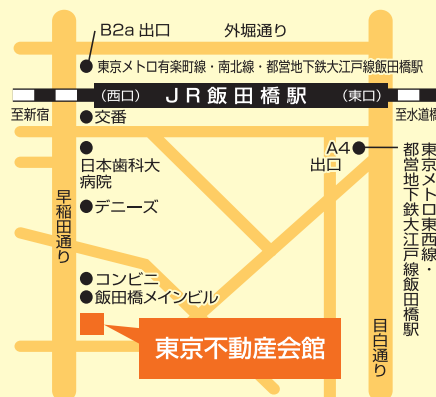 B2a 出口
外堀通り
東京メトロ有楽町線・南北線・都営地下鉄大江戸線飯田橋駅
(西口) JR飯田橋駅 (東口)
至新宿
至水道橋
交番
A4
出口
日本歯科大
病院
東京メトロ東西線・
都営地下鉄大江戸線飯田橋駅
デニーズ
早稲田通り
コンビニ
飯田橋メインビル
東京不動産会館
目白通り